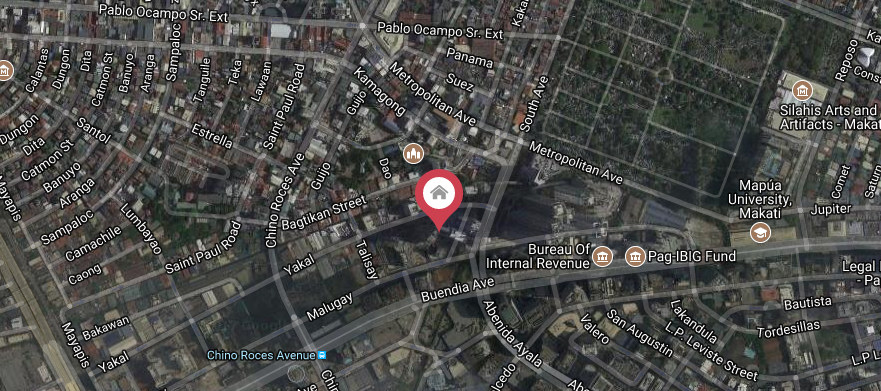 Pablo Ocampo Sr. Ext
Pablo Ocampo Sr. Ext
Calantas
Dungon
Dita
Catmon St
Banuyo
Aranga
Sampaloc
Tanguile
Teka
Lawaan
Saint Paul Road
Guijo
Kamagong
Metropolitan Ave
Panama
Suez
South Ave
Reposo
Silahis Arts and
Artifacts - Makat
Dungon
Dita
Catmon St
Banuyo
Aranga
Santol
Estrella
Chino Roces Ave
Guijo
Dao
Metropolitan Ave
Comet
Mapúa
University,
Makati
Jupiter
Mayapis
Sampaloc
Camachile
Caong
Lumbayao
Saint Paul Road
Bagtikan Street
Yakal
Talisay
Bureau Of
Internal Revenue
Pag-IBIG Fund
Malugay
Buendia Ave
Legal
- Pa
Bautista
Tordesillas
Mayapis
Bakawan
Yakal
Chino Roces Avenue
Abenida Ayala
Valero
San Augustin
Lakandula
L.P. Leviste Street
L.P